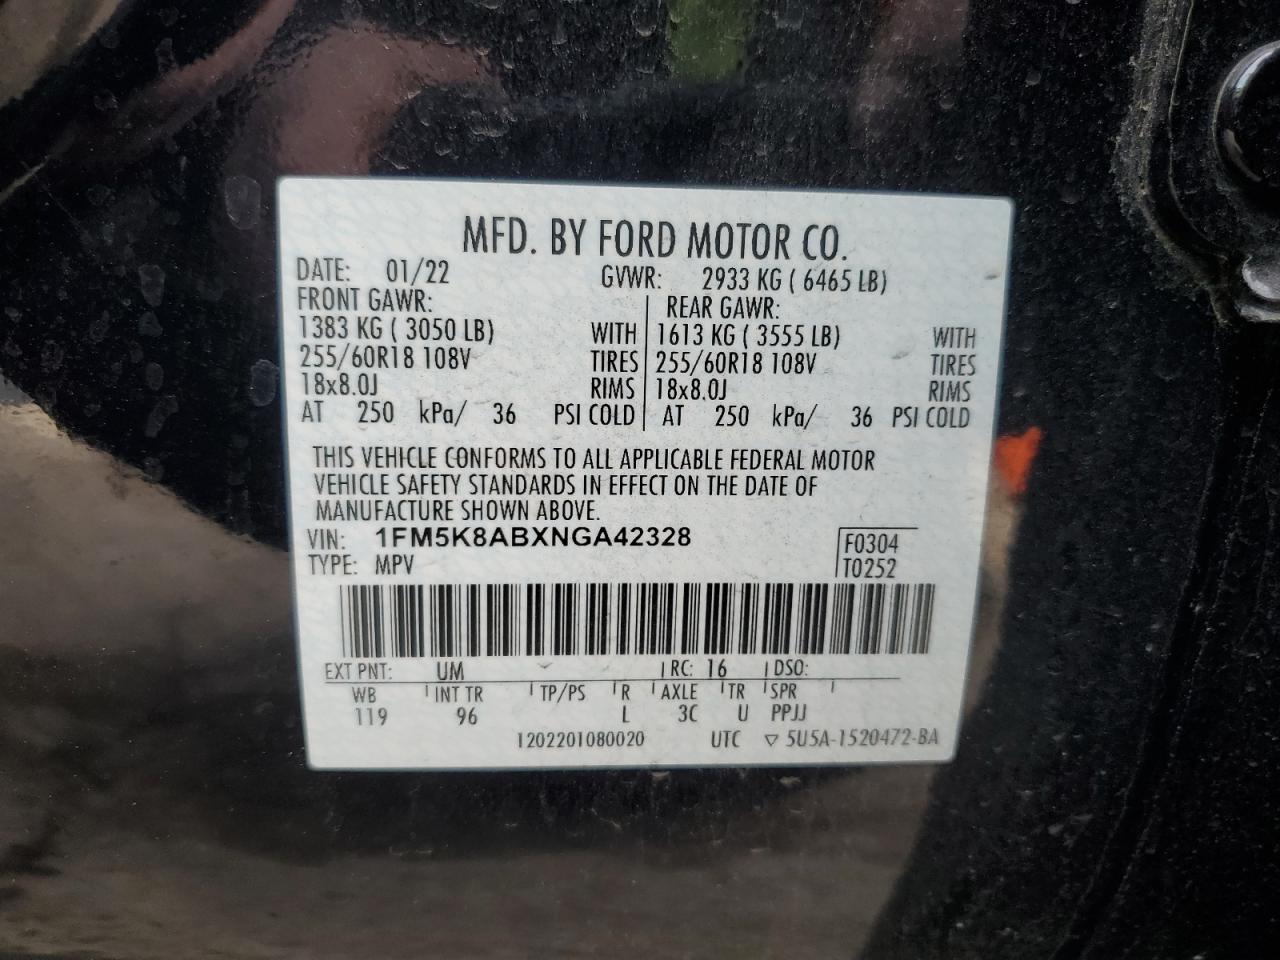 MFD. BY FORD MOTOR CO.
DATE: 01/22 GVWR: 2933 KG ( 6465 LB)
FRONT GAWR: REAR GAWR:
1383 KG ( 3050 LB) WITH 1613 KG ( 3555 LB) WITH
255/60R18 108V TIRES 255/60R18 108V TIRES
18x8.0J RIMS 18x8.0J RIMS
AT 250 kPa/ 36 PSI COLD AT 250 kPa/ 36 PSI COLD
THIS VEHICLE CONFORMS TO ALL APPLICABLE FEDERAL MOTOR
VEHICLE SAFETY STANDARDS IN EFFECT ON THE DATE OF
MANUFACTURE SHOWN ABOVE.
VIN: 1FM5K8ABXNGA42328 F0304
TYPE: MPV T0252
EXT PNT: UM RC: 16 DSO:
WB INT TR TP/PS R AXLE TR SPR
119 96 L 3C U PPJJ
1202201080020 UTC ▽ 5U5A-1520472-BA